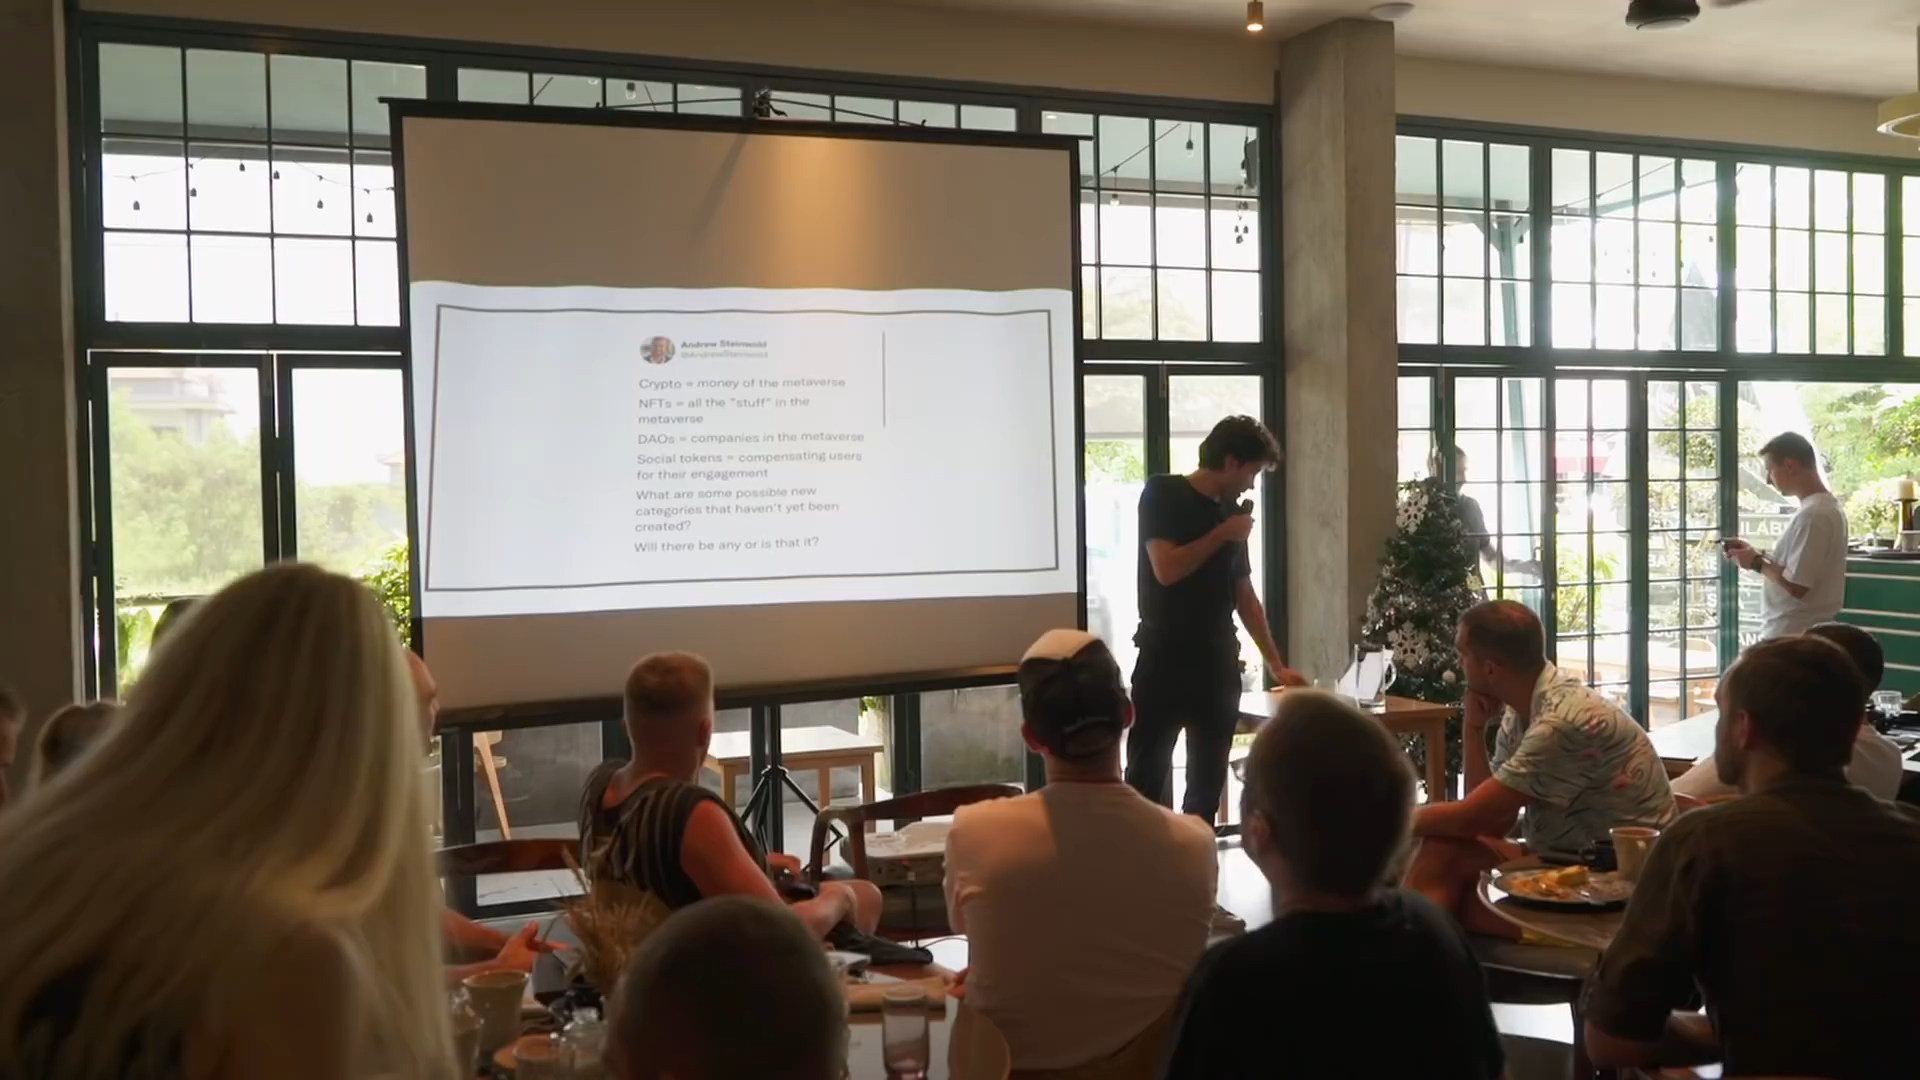 Andrew Steinwold
@AndrewSteinwold
Crypto = money of the metaverse
NFTs = all the "stuff" in the
metaverse
DAOs = companies in the metaverse
Social tokens = compensating users
for their engagement
What are some possible new
categories that haven't yet been
created?
Will there be any or is that it?